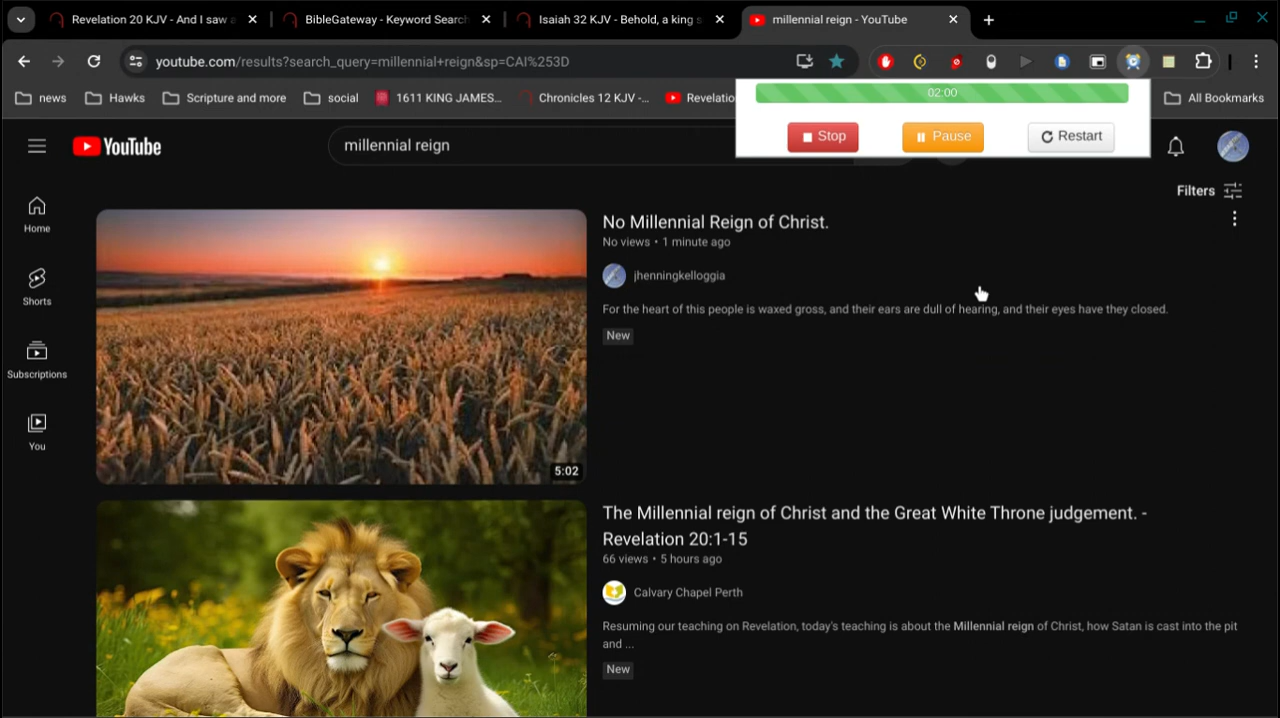 Revelation 20 KJV - And I saw a
BibleGateway - Keyword Search
Isaiah 32 KJV - Behold, a king s
millennial reign - YouTube
youtube.com/results?search_query=millennial+reign&sp=CAI%253D
news
Hawks
Scripture and more
social
1611 KING JAMES...
Chronicles 12 KJV -...
Revelatio
All Bookmarks
02:00
Stop
Pause
Restart
YouTube
millennial reign
Filters
Home
Shorts
Subscriptions
You
No Millennial Reign of Christ.
No views • 1 minute ago
jhenningkelloggia
For the heart of this people is waxed gross, and their ears are dull of hearing, and their eyes have they closed.
New
5:02
The Millennial reign of Christ and the Great White Throne judgement. -
Revelation 20:1-15
66 views • 5 hours ago
Calvary Chapel Perth
Resuming our teaching on Revelation, today's teaching is about the Millennial reign of Christ, how Satan is cast into the pit
and ...
New